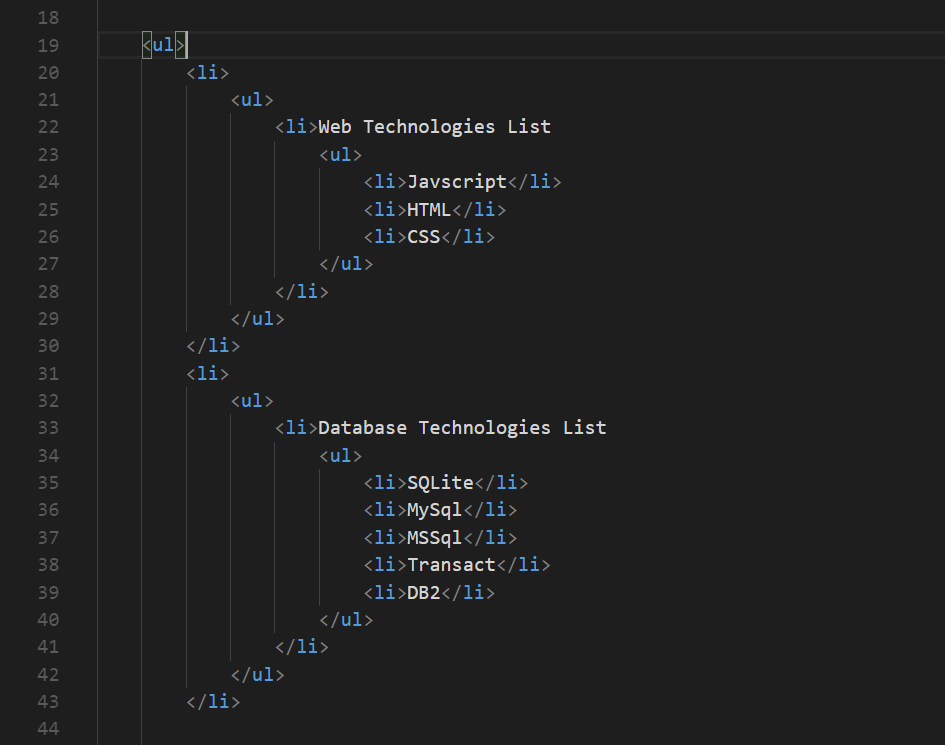 18
19 <ul>
20 <li>
21 <ul>
22 <li>Web Technologies List
23 <ul>
24 <li>Javscript</li>
25 <li>HTML</li>
26 <li>CSS</li>
27 </ul>
28 </li>
29 </ul>
30 </li>
31 <li>
32 <ul>
33 <li>Database Technologies List
34 <ul>
35 <li>SQLite</li>
36 <li>MySql</li>
37 <li>MSSql</li>
38 <li>Transact</li>
39 <li>DB2</li>
40 </ul>
41 </li>
42 </ul>
43 </li>
44